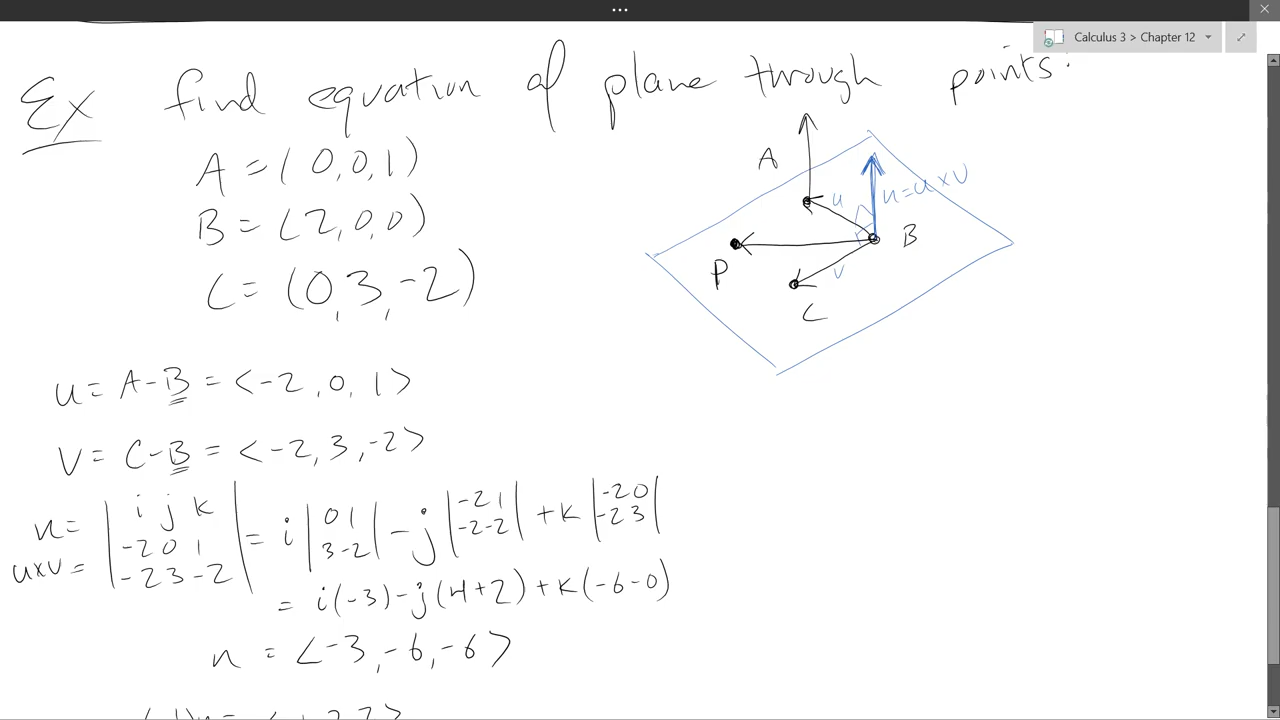 Calculus 3 > Chapter 12
Ex find equation of plane through points:
A = (0,0,1)
B = (2,0,0)
C = (0,3,-2)
A
u
n=u×v
B
P
v
C
u = A-B = <-2,0,1>
v = C-B = <-2,3,-2>
n= | i j k | = i | 0 1 | - j | -2 1 | + k | -2 0 |
u×v = | -2 0 1 | | 3 -2 | | -2 -2 | | -2 3 |
| -2 3 -2 |
= i(-3) - j(4+2) + k(-6-0)
n = <-3,-6,-6>